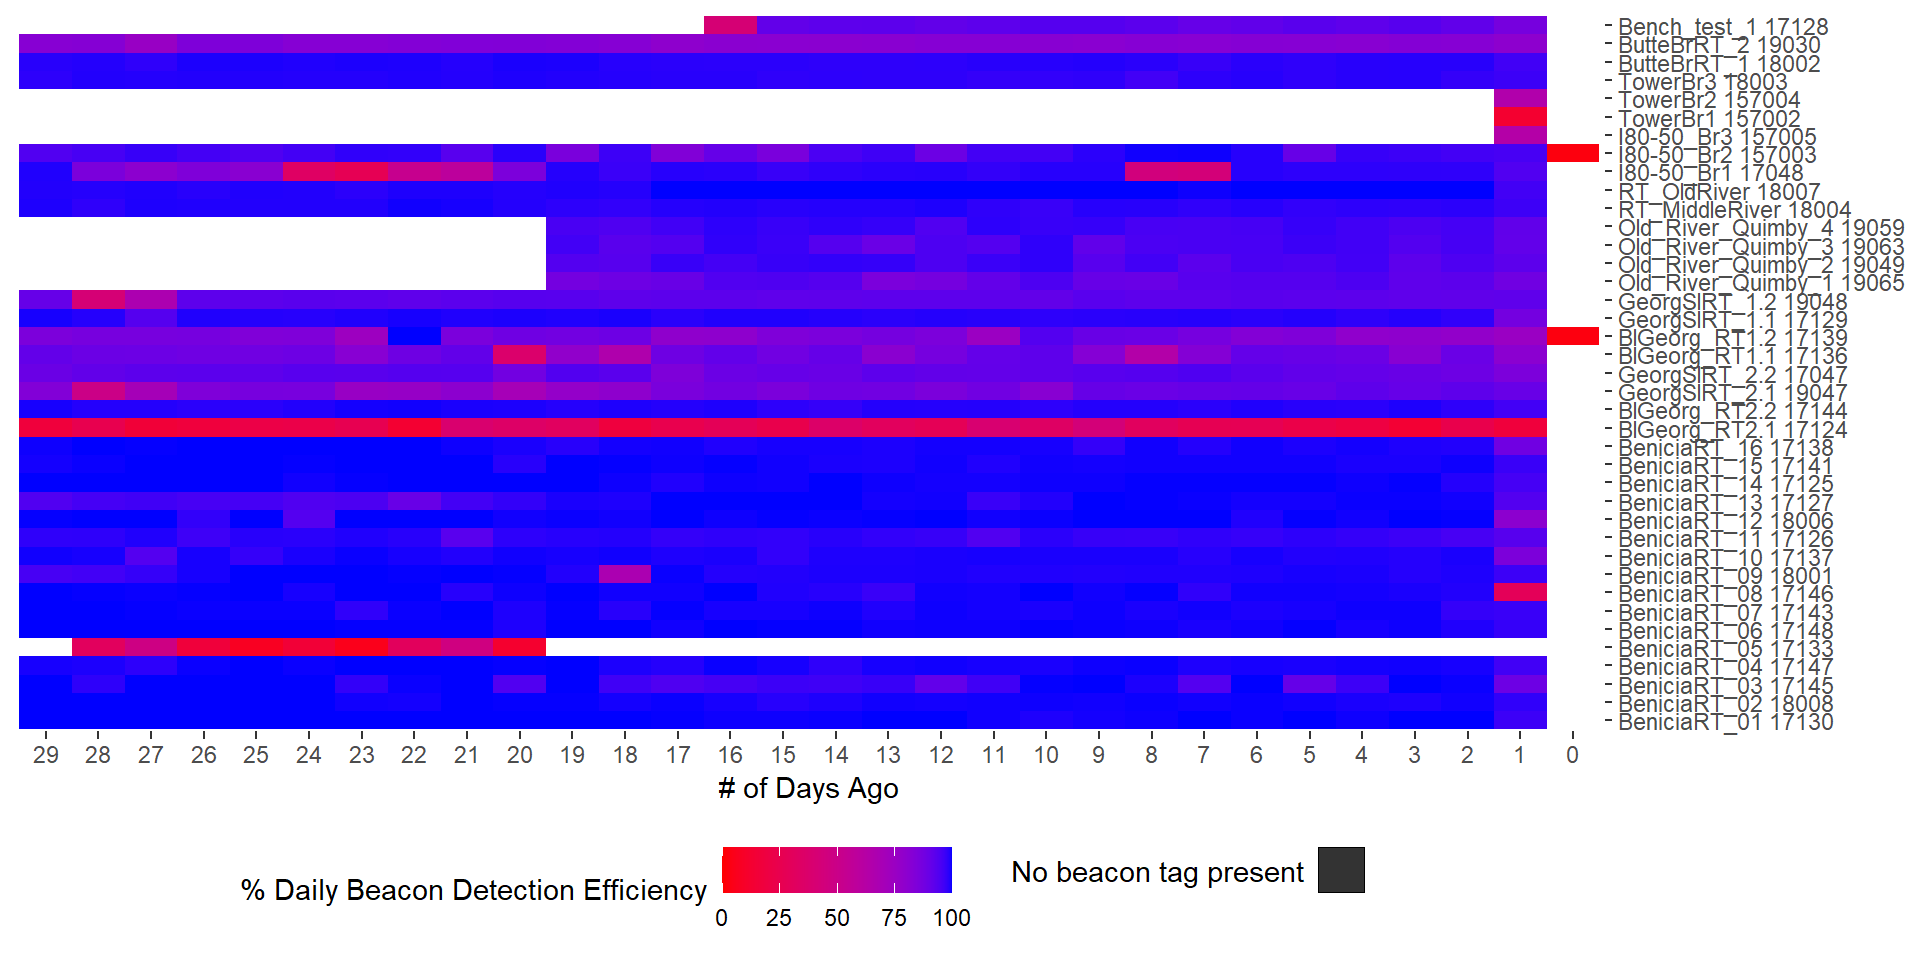 Bench_test_1 17128
ButteBrRT_2 19030
ButteBrRT_1 18002
TowerBr3 18003
TowerBr2 157004
TowerBr1 157002
I80-50_Br3 157005
I80-50_Br2 157003
I80-50_Br1 17048
RT_OldRiver 18007
RT_MiddleRiver 18004
Old_River_Quimby_4 19059
Old_River_Quimby_3 19063
Old_River_Quimby_2 19049
Old_River_Quimby_1 19065
GeorgSlRT_1.2 19048
GeorgSlRT_1.1 17129
BlGeorg_RT1.2 17139
BlGeorg_RT1.1 17136
GeorgSlRT_2.2 17047
GeorgSlRT_2.1 19047
BlGeorg_RT2.2 17144
BlGeorg_RT2.1 17124
BeniciaRT_16 17138
BeniciaRT_15 17141
BeniciaRT_14 17125
BeniciaRT_13 17127
BeniciaRT_12 18006
BeniciaRT_11 17126
BeniciaRT_10 17137
BeniciaRT_09 18001
BeniciaRT_08 17146
BeniciaRT_07 17143
BeniciaRT_06 17148
BeniciaRT_05 17133
BeniciaRT_04 17147
BeniciaRT_03 17145
BeniciaRT_02 18008
BeniciaRT_01 17130
29 28 27 26 25 24 23 22 21 20 19 18 17 16 15 14 13 12 11 10 9 8 7 6 5 4 3 2 1 0
# of Days Ago
% Daily Beacon Detection Efficiency
0 25 50 75 100
No beacon tag present